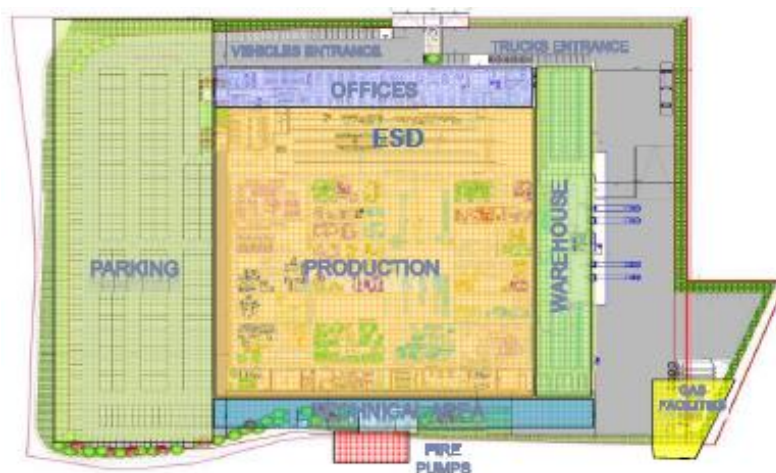 VEHICLES ENTRANCE
TRUCKS ENTRANCE
OFFICES
ESD
WAREHOUSE
PARKING
PRODUCTION
GAS
FACILITIES
TECHNICAL AREA
FIRE
PUMPS